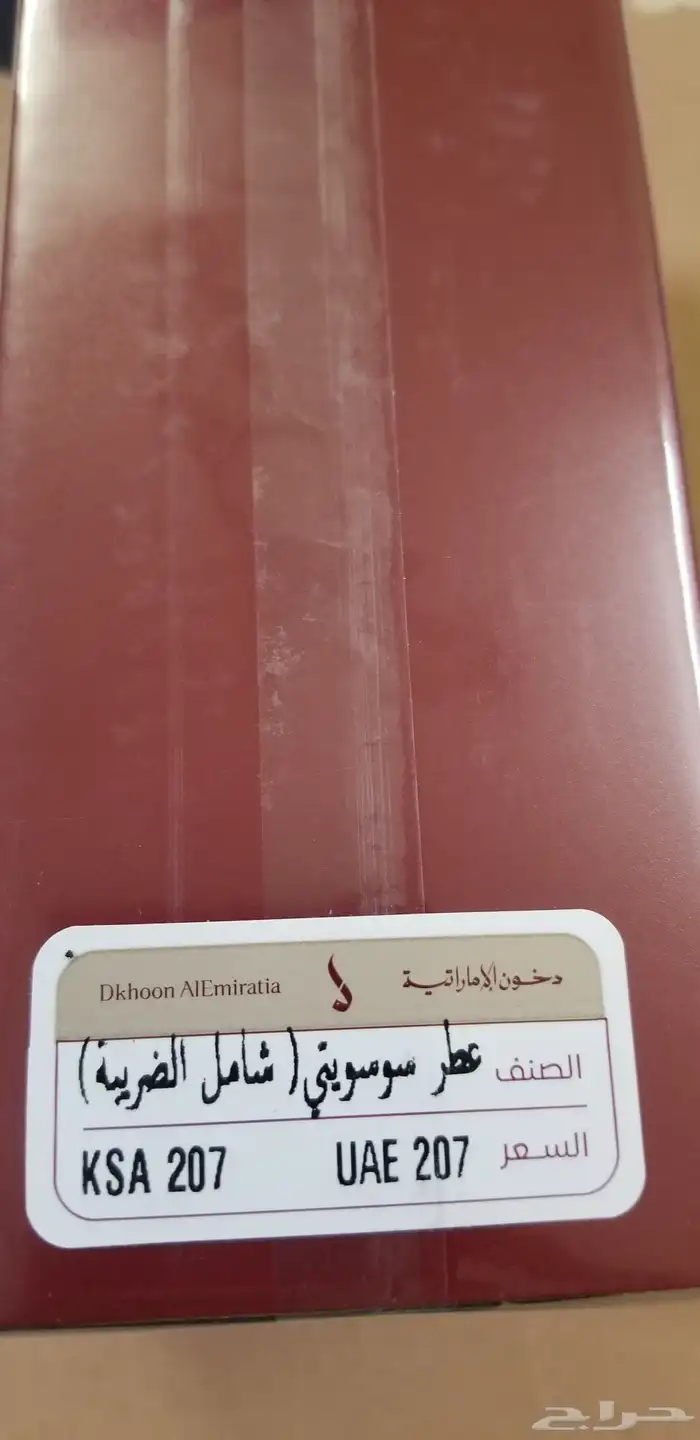 دخون الإماراتية Dkhoon AlEmiratia
الصنف عطر سوسويتي (شامل الضريبة)
السعر UAE 207 KSA 207
حراج